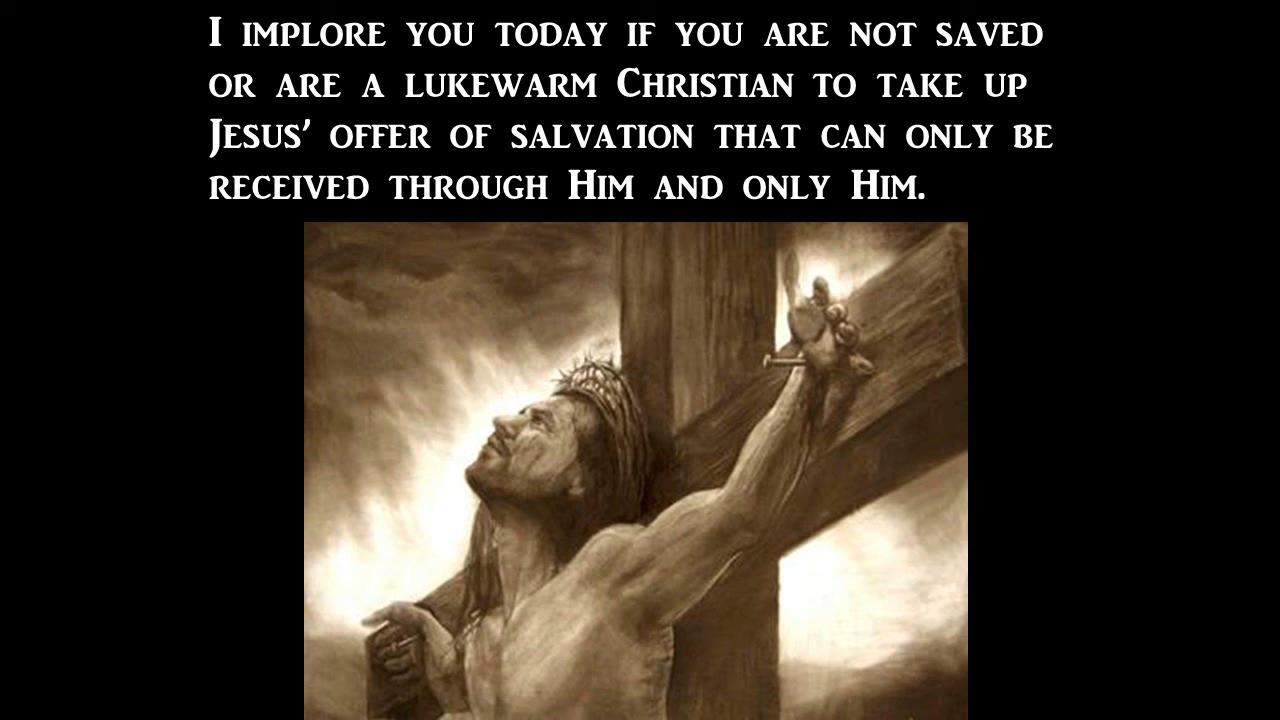 I implore you today if you are not saved
or are a lukewarm Christian to take up
Jesus' offer of salvation that can only be
received through Him and only Him.